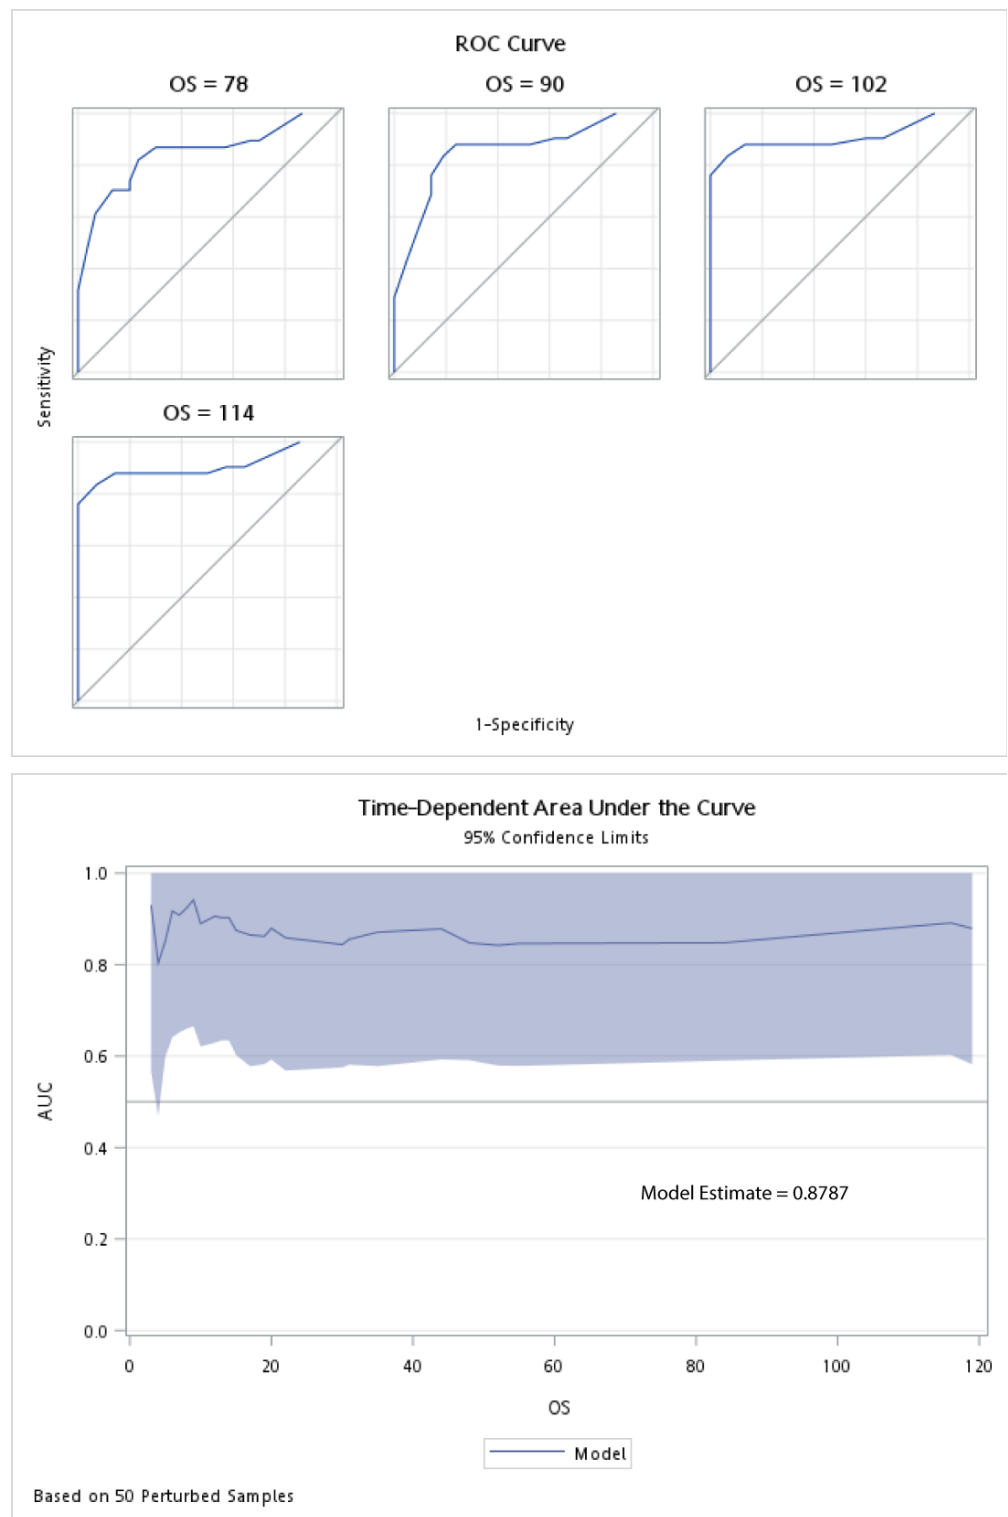 ROC Curve
OS = 78
OS = 90
OS = 102
Sensitivity
OS = 114
1-Specificity
Time-Dependent Area Under the Curve
95% Confidence Limits
1.0
0.8
0.6
0.4
0.2
0.0
AUC
Model Estimate = 0.8787
0 20 40 60 80 100 120
OS
Model
Based on 50 Perturbed Samples